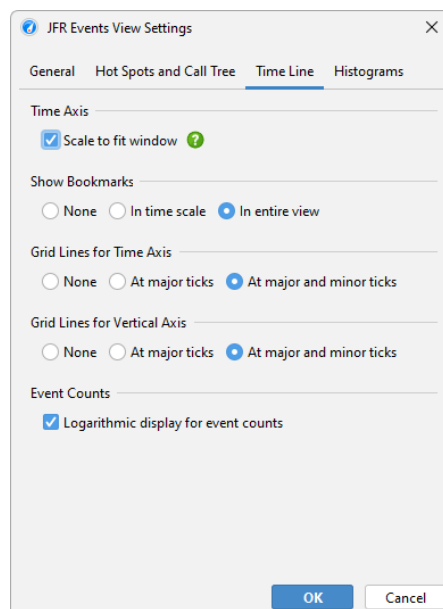 JFR Events View Settings
General Hot Spots and Call Tree Time Line Histograms
Time Axis
Scale to fit window ?
Show Bookmarks
None In time scale In entire view
Grid Lines for Time Axis
None At major ticks At major and minor ticks
Grid Lines for Vertical Axis
None At major ticks At major and minor ticks
Event Counts
Logarithmic display for event counts
OK Cancel